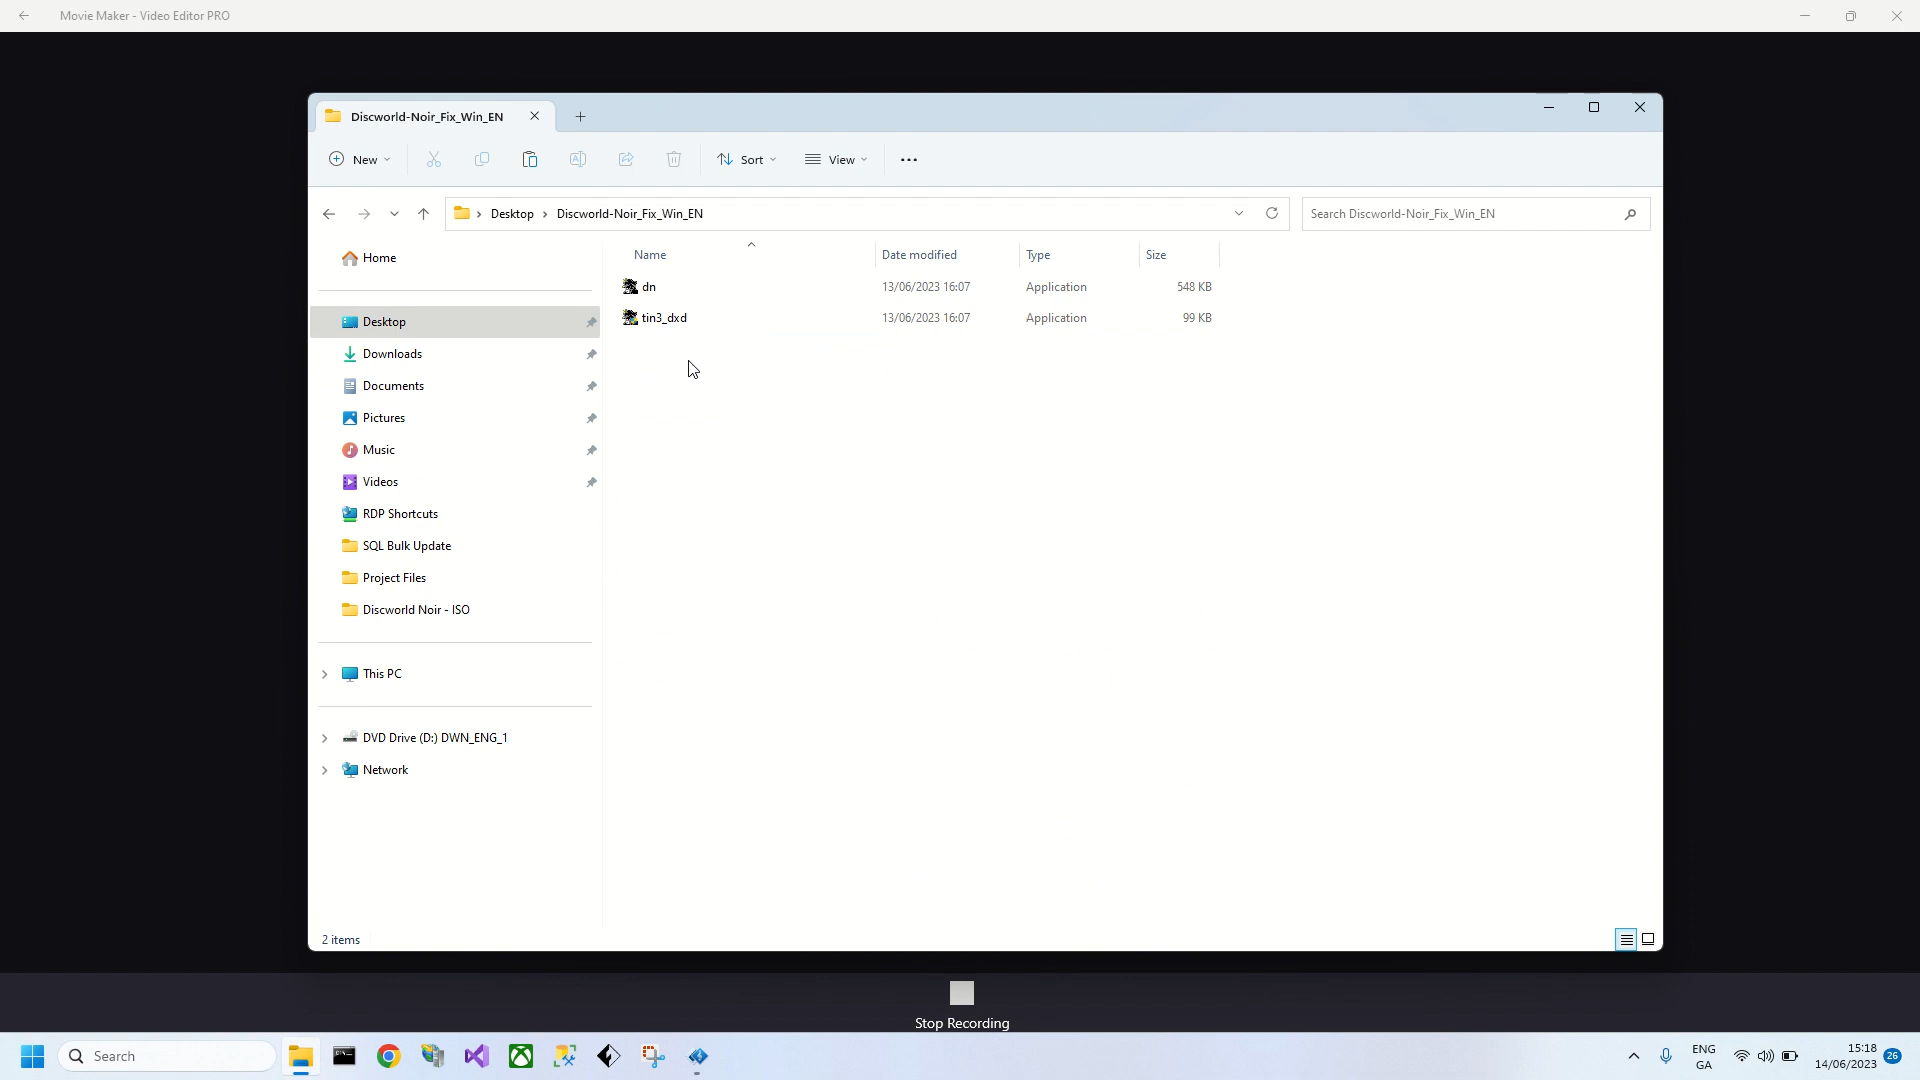 Movie Maker - Video Editor PRO
Discworld-Noir_Fix_Win_EN
New
Sort
View
Desktop
Discworld-Noir_Fix_Win_EN
Search Discworld-Noir_Fix_Win_EN
Home
Desktop
Downloads
Documents
Pictures
Music
Videos
RDP Shortcuts
SQL Bulk Update
Project Files
Discworld Noir - ISO
This PC
DVD Drive (D:) DWN_ENG_1
Network
Name Date modified Type Size
dn 13/06/2023 16:07 Application 548 KB
tin3_dxd 13/06/2023 16:07 Application 99 KB
2 items
Stop Recording
Search
ENG
GA
15:18
14/06/2023
26